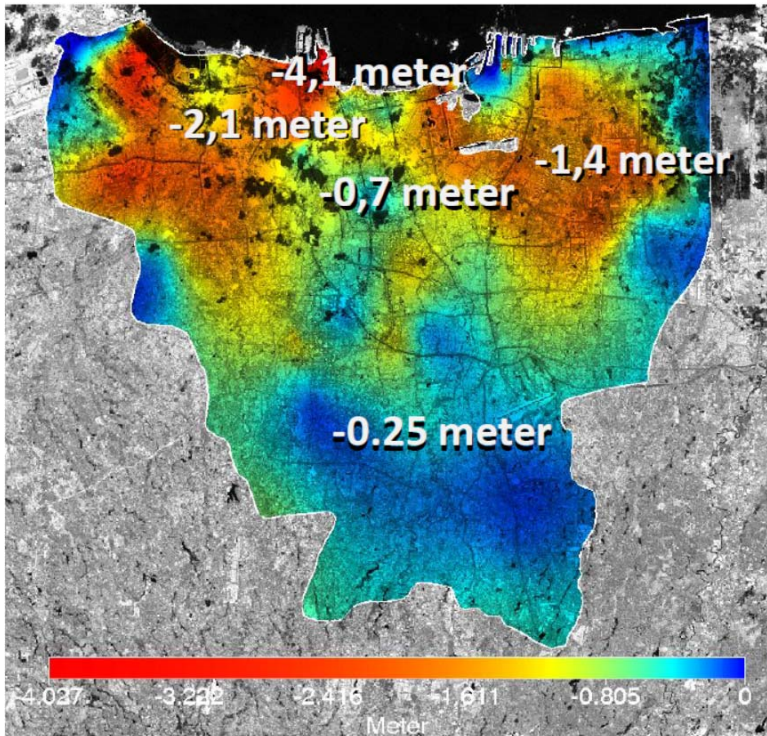 -4,1 meter
-2,1 meter
-1,4 meter
-0,7 meter
-0.25 meter
-4.027 -3.222 -2.416 -1.611 -0.805 0
Meter